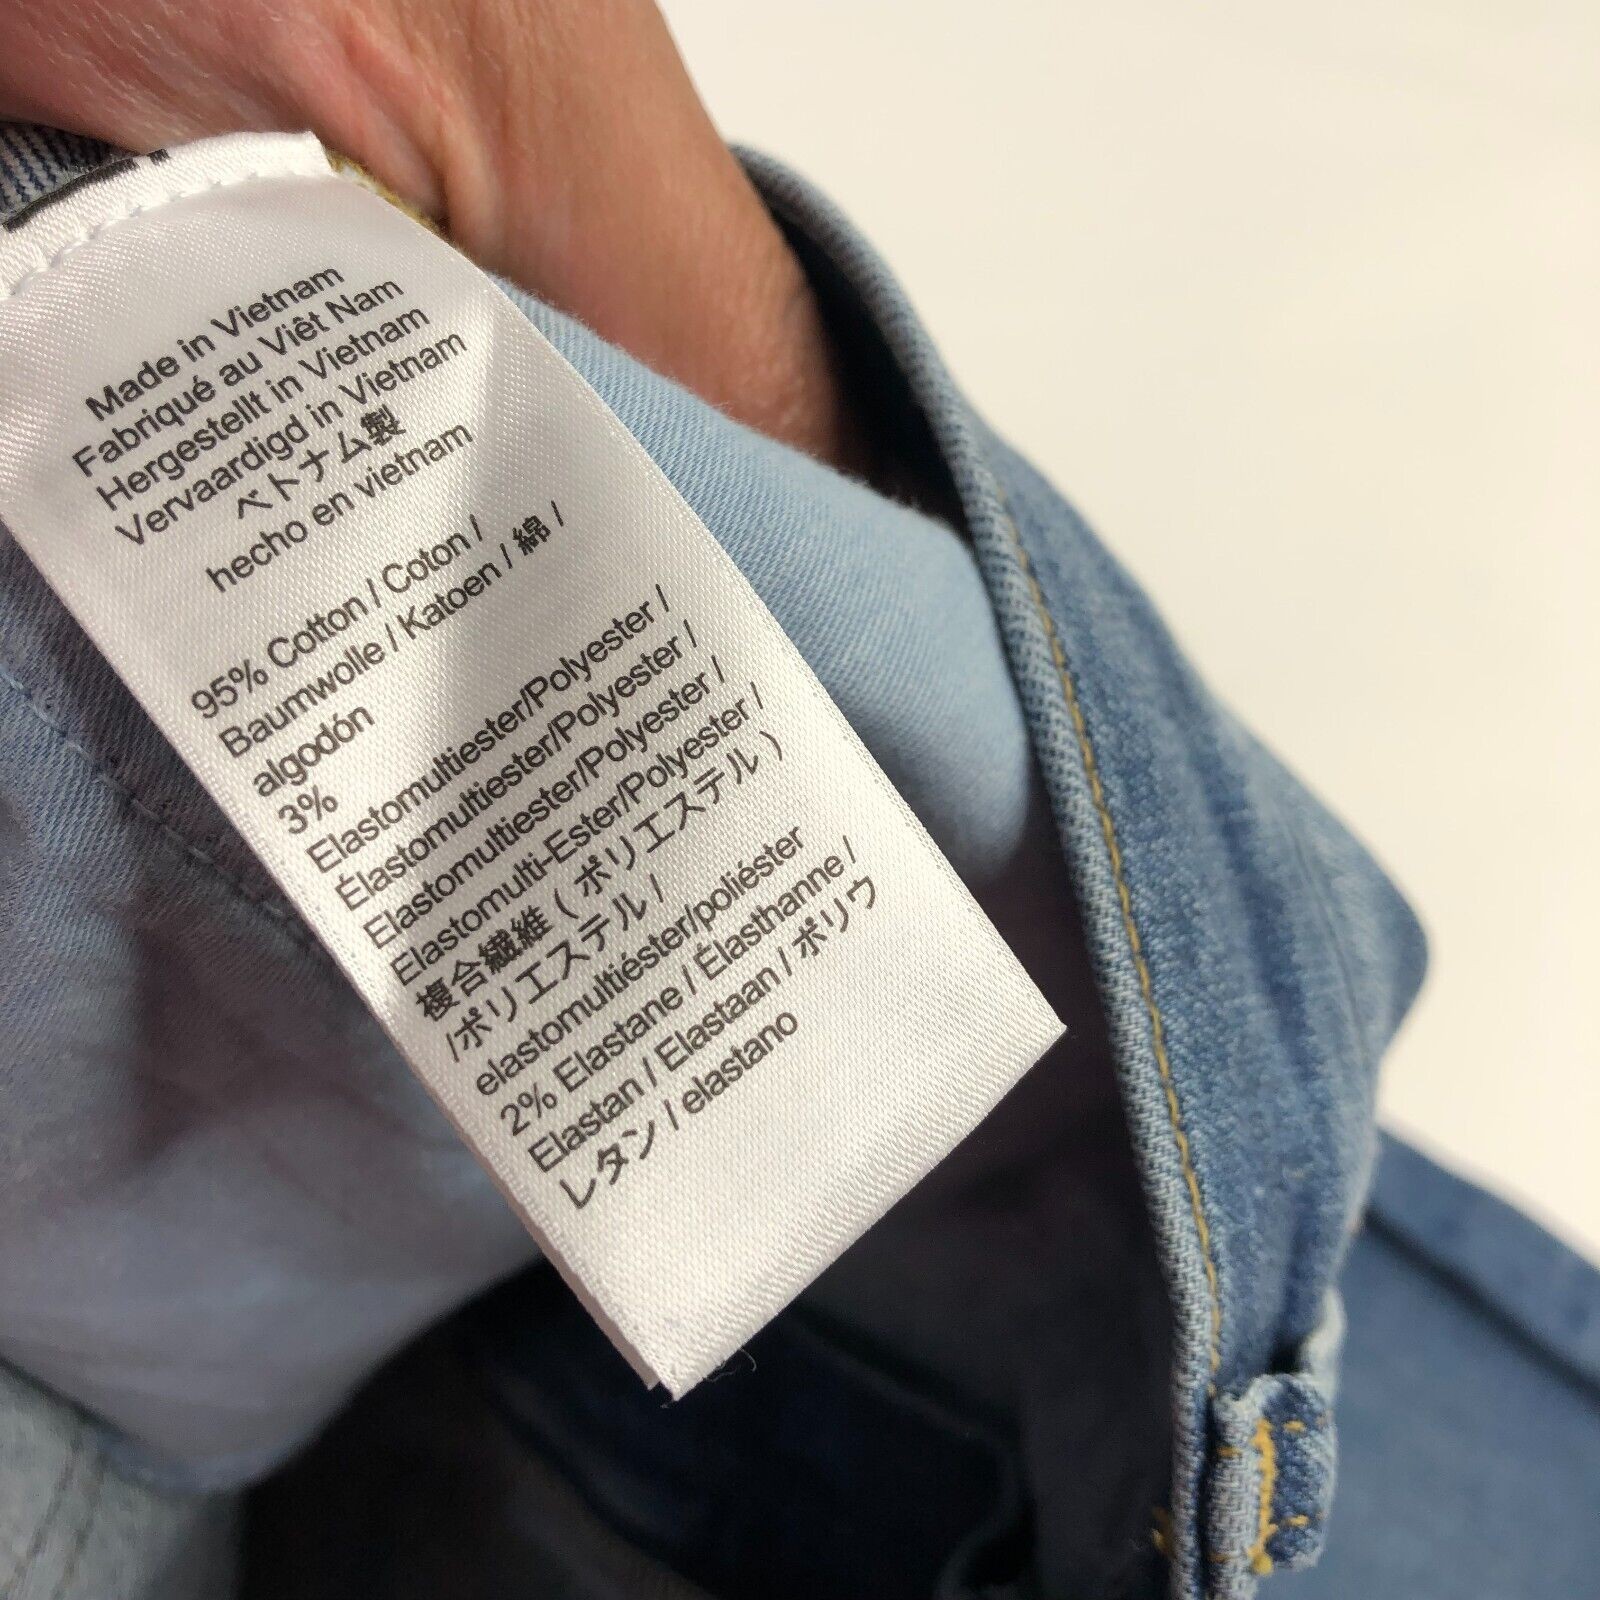 Made in Vietnam
Fabriqué au Viêt Nam
Hergestellt in Vietnam
Vervaardigd in Vietnam
ベトナム製
hecho en vietnam
95% Cotton / Coton /
Baumwolle / Katoen / 綿 /
algodón
3%
Elastomultiester/Polyester /
Élastomultiester/Polyester /
Elastomultiester/Polyester /
Elastomulti-Ester/Polyester /
複合繊維 ( ポリエステル )
/ポリエステル /
elastomultiéster/poliéster
2% Elastane / Élasthanne /
Elastan / Elastaan / ポリウ
レタン / elastano